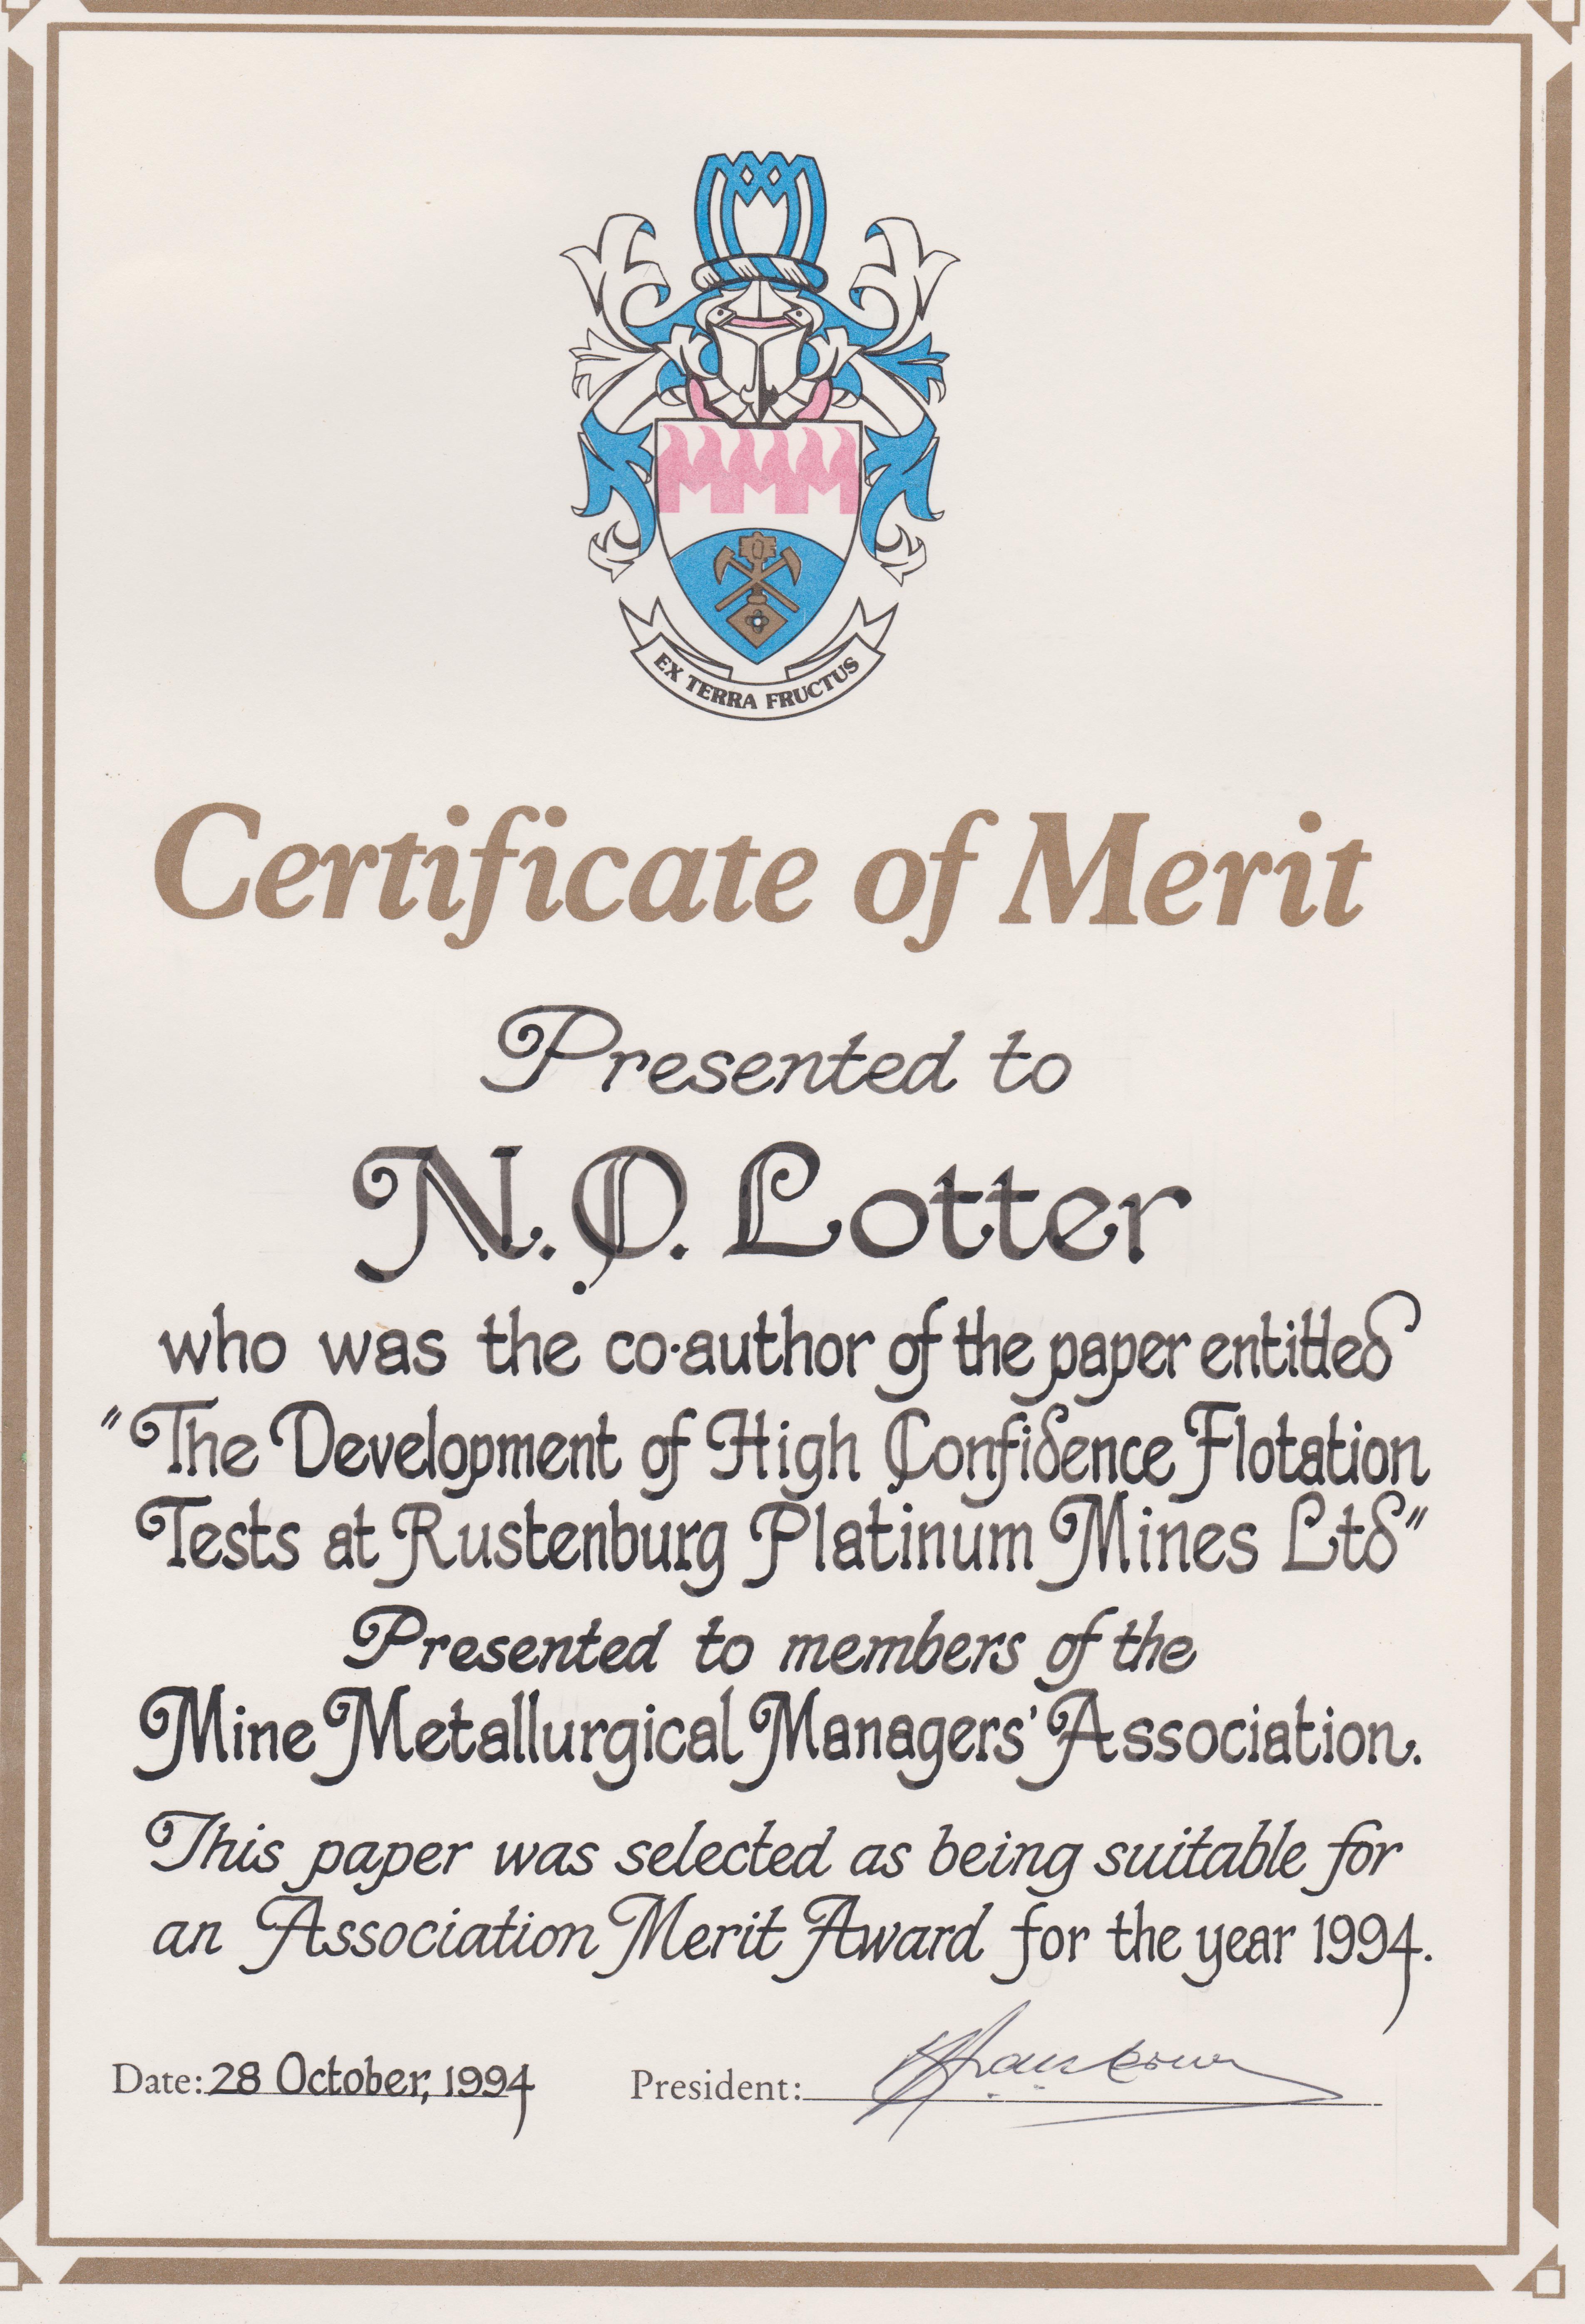 EX TERRA FRUCTUS
Certificate of Merit
Presented to
N.O. Lotter
who was the co-author of the paper entitled
"The Development of High Confidence Flotation
Tests at Rustenburg Platinum Mines Ltd"
Presented to members of the
Mine Metallurgical Managers' Association.
This paper was selected as being suitable for
an Association Merit Award for the year 1994.
Date: 28 October, 1994 President: